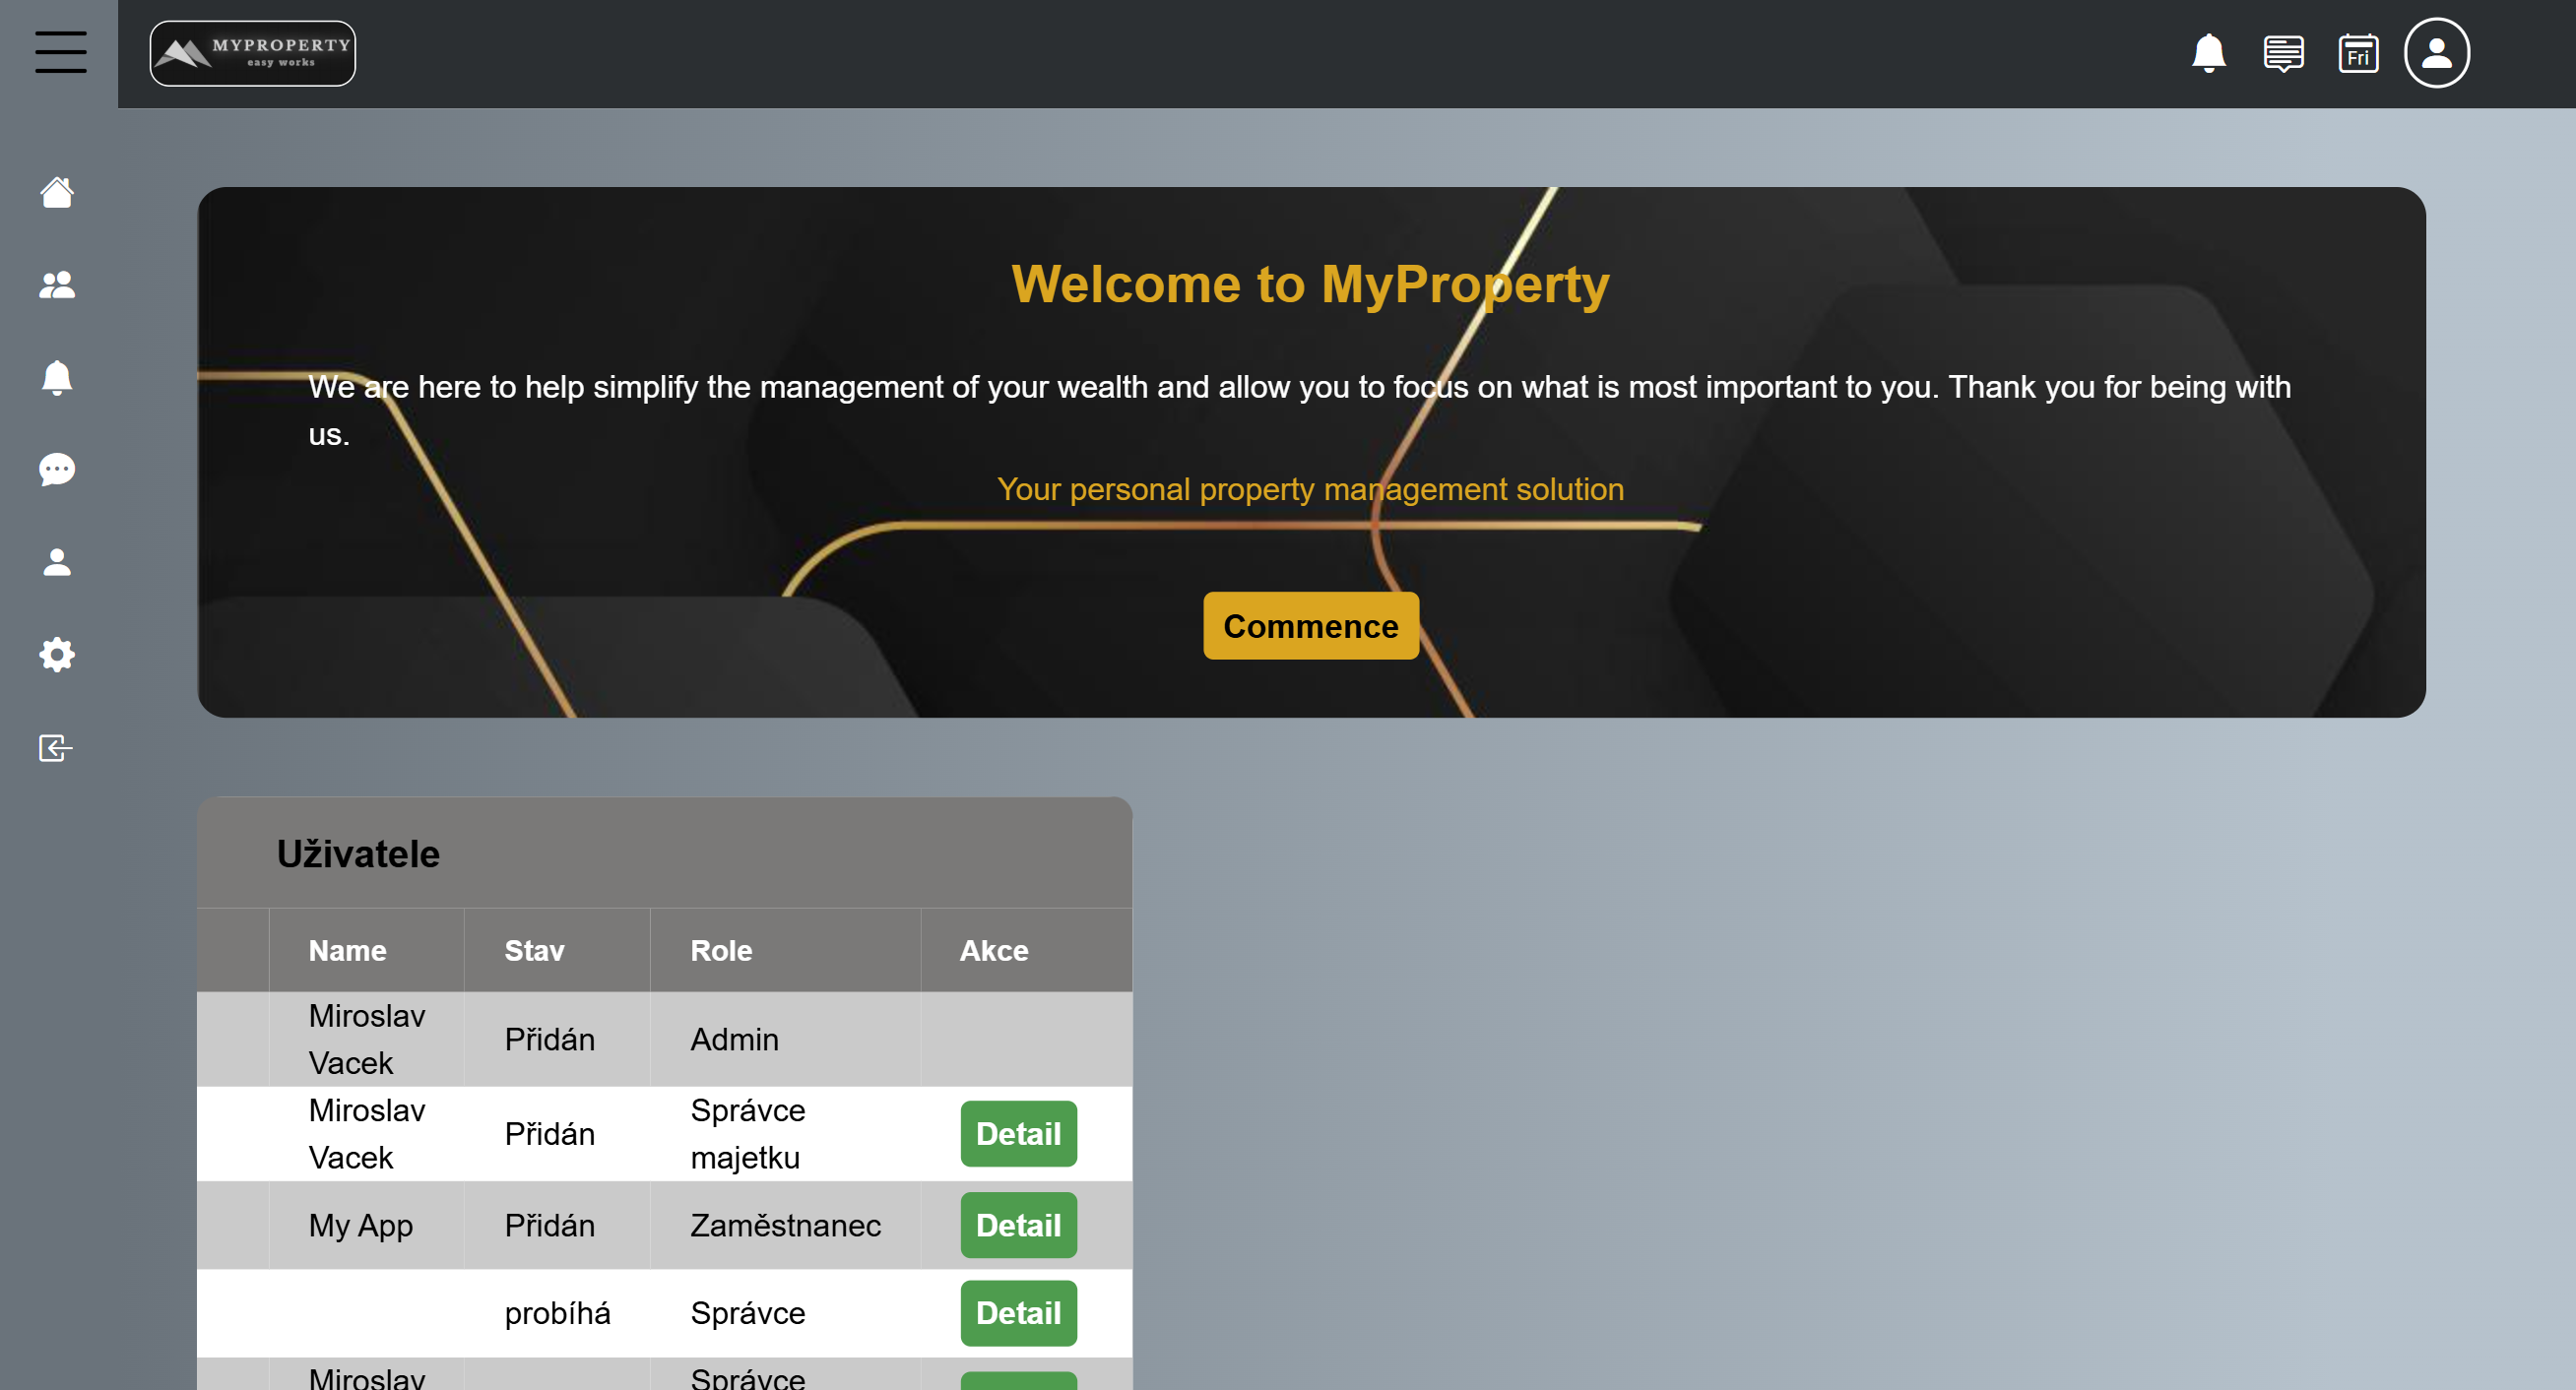 MYPROPERTY
easy works
Fri
Welcome to MyProperty
We are here to help simplify the management of your wealth and allow you to focus on what is most important to you. Thank you for being with
us.
Your personal property management solution
Commence
Uživatele
Name Stav Role Akce
Miroslav
Vacek
Přidán
Admin
Miroslav
Vacek
Přidán
Správce
majetku
Detail
My App Přidán Zaměstnanec Detail
probíhá Správce Detail
Miroslav
Správce